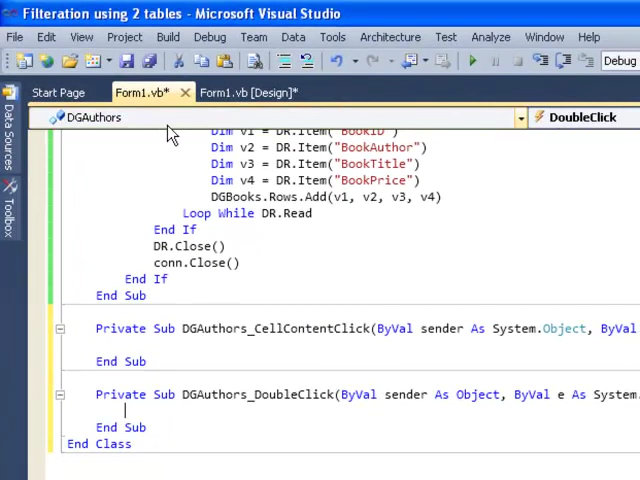 Filteration using 2 tables - Microsoft Visual Studio
File Edit View Project Build Debug Team Data Tools Architecture Test Analyze Window Help
Debug
Start Page Form1.vb* Form1.vb [Design]*
DGAuthors DoubleClick
Data Sources
Toolbox
Dim v1 = DR.Item("BookID")
Dim v2 = DR.Item("BookAuthor")
Dim v3 = DR.Item("BookTitle")
Dim v4 = DR.Item("BookPrice")
DGBooks.Rows.Add(v1, v2, v3, v4)
Loop While DR.Read
End If
DR.Close()
conn.Close()
End If
End Sub
Private Sub DGAuthors_CellContentClick(ByVal sender As System.Object, ByVal
End Sub
Private Sub DGAuthors_DoubleClick(ByVal sender As Object, ByVal e As System.
End Sub
End Class